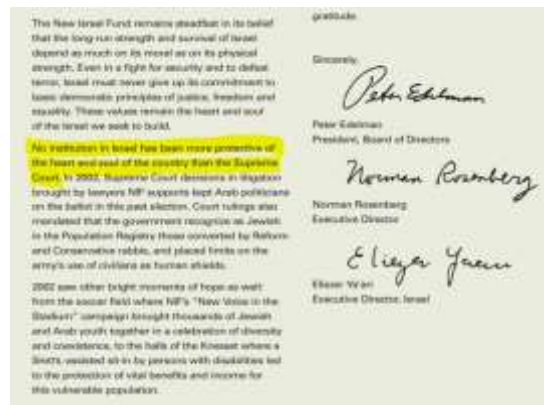 The New Israel Fund remains steadfast in its belief
that the long-run strength and survival of Israel
depend as much on its moral as on its physical
strength. Even in a fight for security and to defeat
terror, Israel must never give up its commitment to
basic democratic principles of justice, freedom and
equality. These values remain the heart and soul
of the Israel we seek to build.
No institution in Israel has been more protective of
the heart and soul of the country than the Supreme
Court. In 2002, Supreme Court decisions in litigation
brought by lawyers NIF supports kept Arab politicians
on the ballot in this past election. Court rulings also
mandated that the government recognize as Jewish
in the Population Registry those converted by Reform
and Conservative rabbis, and placed limits on the
army's use of civilians as human shields.
2002 saw other bright moments of hope as well:
from the soccer field where NIF's "New Voice in the
Stadium" campaign brought thousands of Jewish
and Arab youth together in a celebration of diversity
and coexistence, to the halls of the Knesset where a
assisted sit-in by persons with disabilities led
to the protection of vital benefits and income for
this vulnerable population.
gratitude.
Sincerely,
Peter Edelman
Peter Edelman
President, Board of Directors
Norman Rosenberg
Norman Rosenberg
Executive Director
Eliezer Yaari
Eliezer Ya'ari
Executive Director, Israel